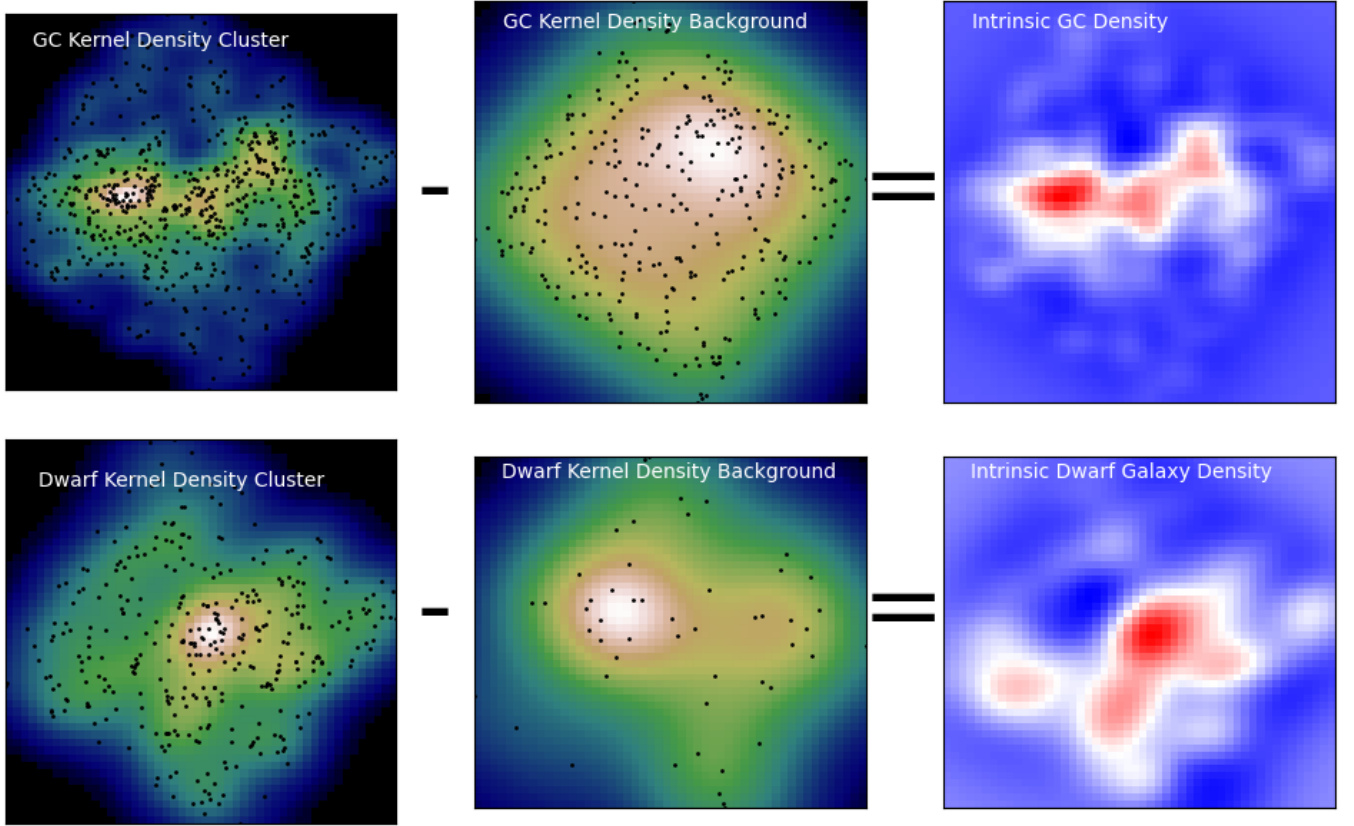 GC Kernel Density Cluster
-
GC Kernel Density Background
=
Intrinsic GC Density
Dwarf Kernel Density Cluster
-
Dwarf Kernel Density Background
=
Intrinsic Dwarf Galaxy Density